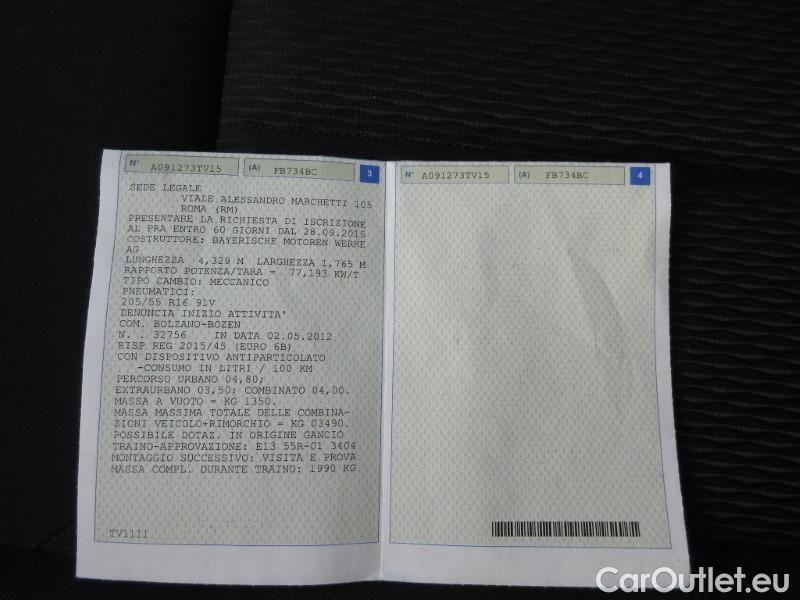 N° A091273TV15 (A) FB734BC 3
SEDE LEGALE
VIALE ALESSANDRO MARCHETTI 105
ROMA (RM)
PRESENTARE LA RICHIESTA DI ISCRIZIONE
AL PRA ENTRO 60 GIORNI DAL 28.09.2015
COSTRUTTORE: BAYERISCHE MOTOREN WERKE
AG
LUNGHEZZA 4,329 M LARGHEZZA 1,765 M
RAPPORTO POTENZA/TARA = 77,193 KW/T
TIPO CAMBIO: MECCANICO
PNEUMATICI:
205/55 R16 91V
DENUNCIA INIZIO ATTIVITA'
COM. BOLZANO-BOZEN
N. . 32756 IN DATA 02.05.2012
RISP REG 2015/45 (EURO 6B)
CON DISPOSITIVO ANTIPARTICOLATO
-CONSUMO IN LITRI / 100 KM
PERCORSO URBANO 04,80;
EXTRAURBANO 03,50; COMBINATO 04,00.
MASSA A VUOTO = KG 1350.
MASSA MASSIMA TOTALE DELLE COMBINA-
ZIONI VEICOLO+RIMORCHIO = KG 03490.
POSSIBILE DOTAZ. IN ORIGINE GANCIO
TRAINO-APPROVAZIONE: E13 55R-01 3404
MONTAGGIO SUCCESSIVO: VISITA E PROVA
MASSA COMPL. DURANTE TRAINO: 1990 KG
TV1111
N° A091273TV15 (A) FB734BC 4
CarOutlet.eu